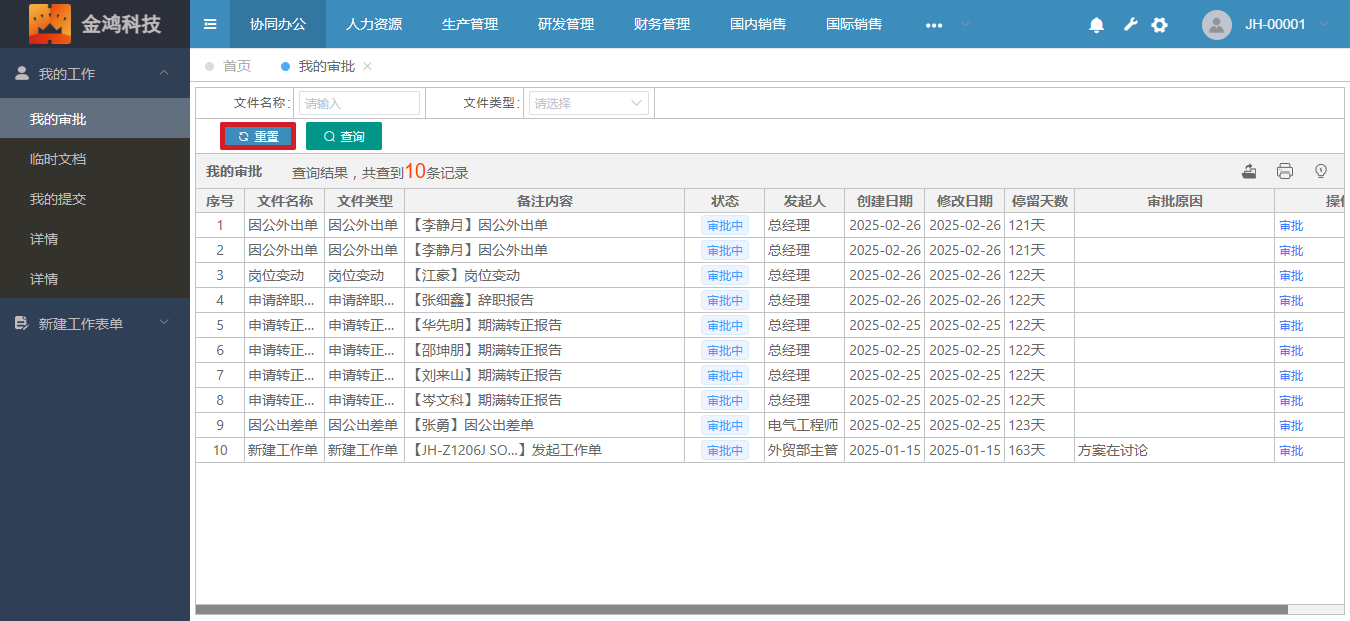 金鸿科技
协同办公 人力资源 生产管理 研发管理 财务管理 国内销售 国际销售 ••• JH-00001
我的工作
我的审批
临时文档
我的提交
详情
详情
新建工作表单
首页 我的审批 ×
文件名称: 请输入 文件类型: 请选择
重置 查询
我的审批 查询结果，共查到10条记录
序号 文件名称 文件类型 备注内容 状态 发起人 创建日期 修改日期 停留天数 审批原因 操
1 因公外出单 因公外出单 【李静月】因公外出单 审批中 总经理 2025-02-26 2025-02-26 121天 审批
2 因公外出单 因公外出单 【李静月】因公外出单 审批中 总经理 2025-02-26 2025-02-26 121天 审批
3 岗位变动 岗位变动 【江豪】岗位变动 审批中 总经理 2025-02-26 2025-02-26 122天 审批
4 申请辞职... 申请辞职... 【张细鑫】辞职报告 审批中 总经理 2025-02-26 2025-02-26 122天 审批
5 申请转正... 申请转正... 【华先明】期满转正报告 审批中 总经理 2025-02-25 2025-02-25 122天 审批
6 申请转正... 申请转正... 【邵坤朋】期满转正报告 审批中 总经理 2025-02-25 2025-02-25 122天 审批
7 申请转正... 申请转正... 【刘来山】期满转正报告 审批中 总经理 2025-02-25 2025-02-25 122天 审批
8 申请转正... 申请转正... 【岑文科】期满转正报告 审批中 总经理 2025-02-25 2025-02-25 122天 审批
9 因公出差单 因公出差单 【张勇】因公出差单 审批中 电气工程师 2025-02-25 2025-02-25 123天 审批
10 新建工作单 新建工作单 【JH-Z1206J SO...】发起工作单 审批中 外贸部主管 2025-01-15 2025-01-15 163天 方案在讨论 审批